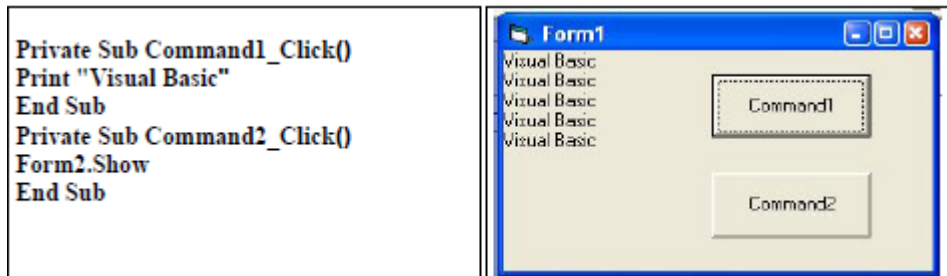 Private Sub Command1_Click()
Print "Visual Basic"
End Sub
Private Sub Command2_Click()
Form2.Show
End Sub
Form1
Visual Basic
Visual Basic
Visual Basic
Visual Basic
Visual Basic
Command1
Command2